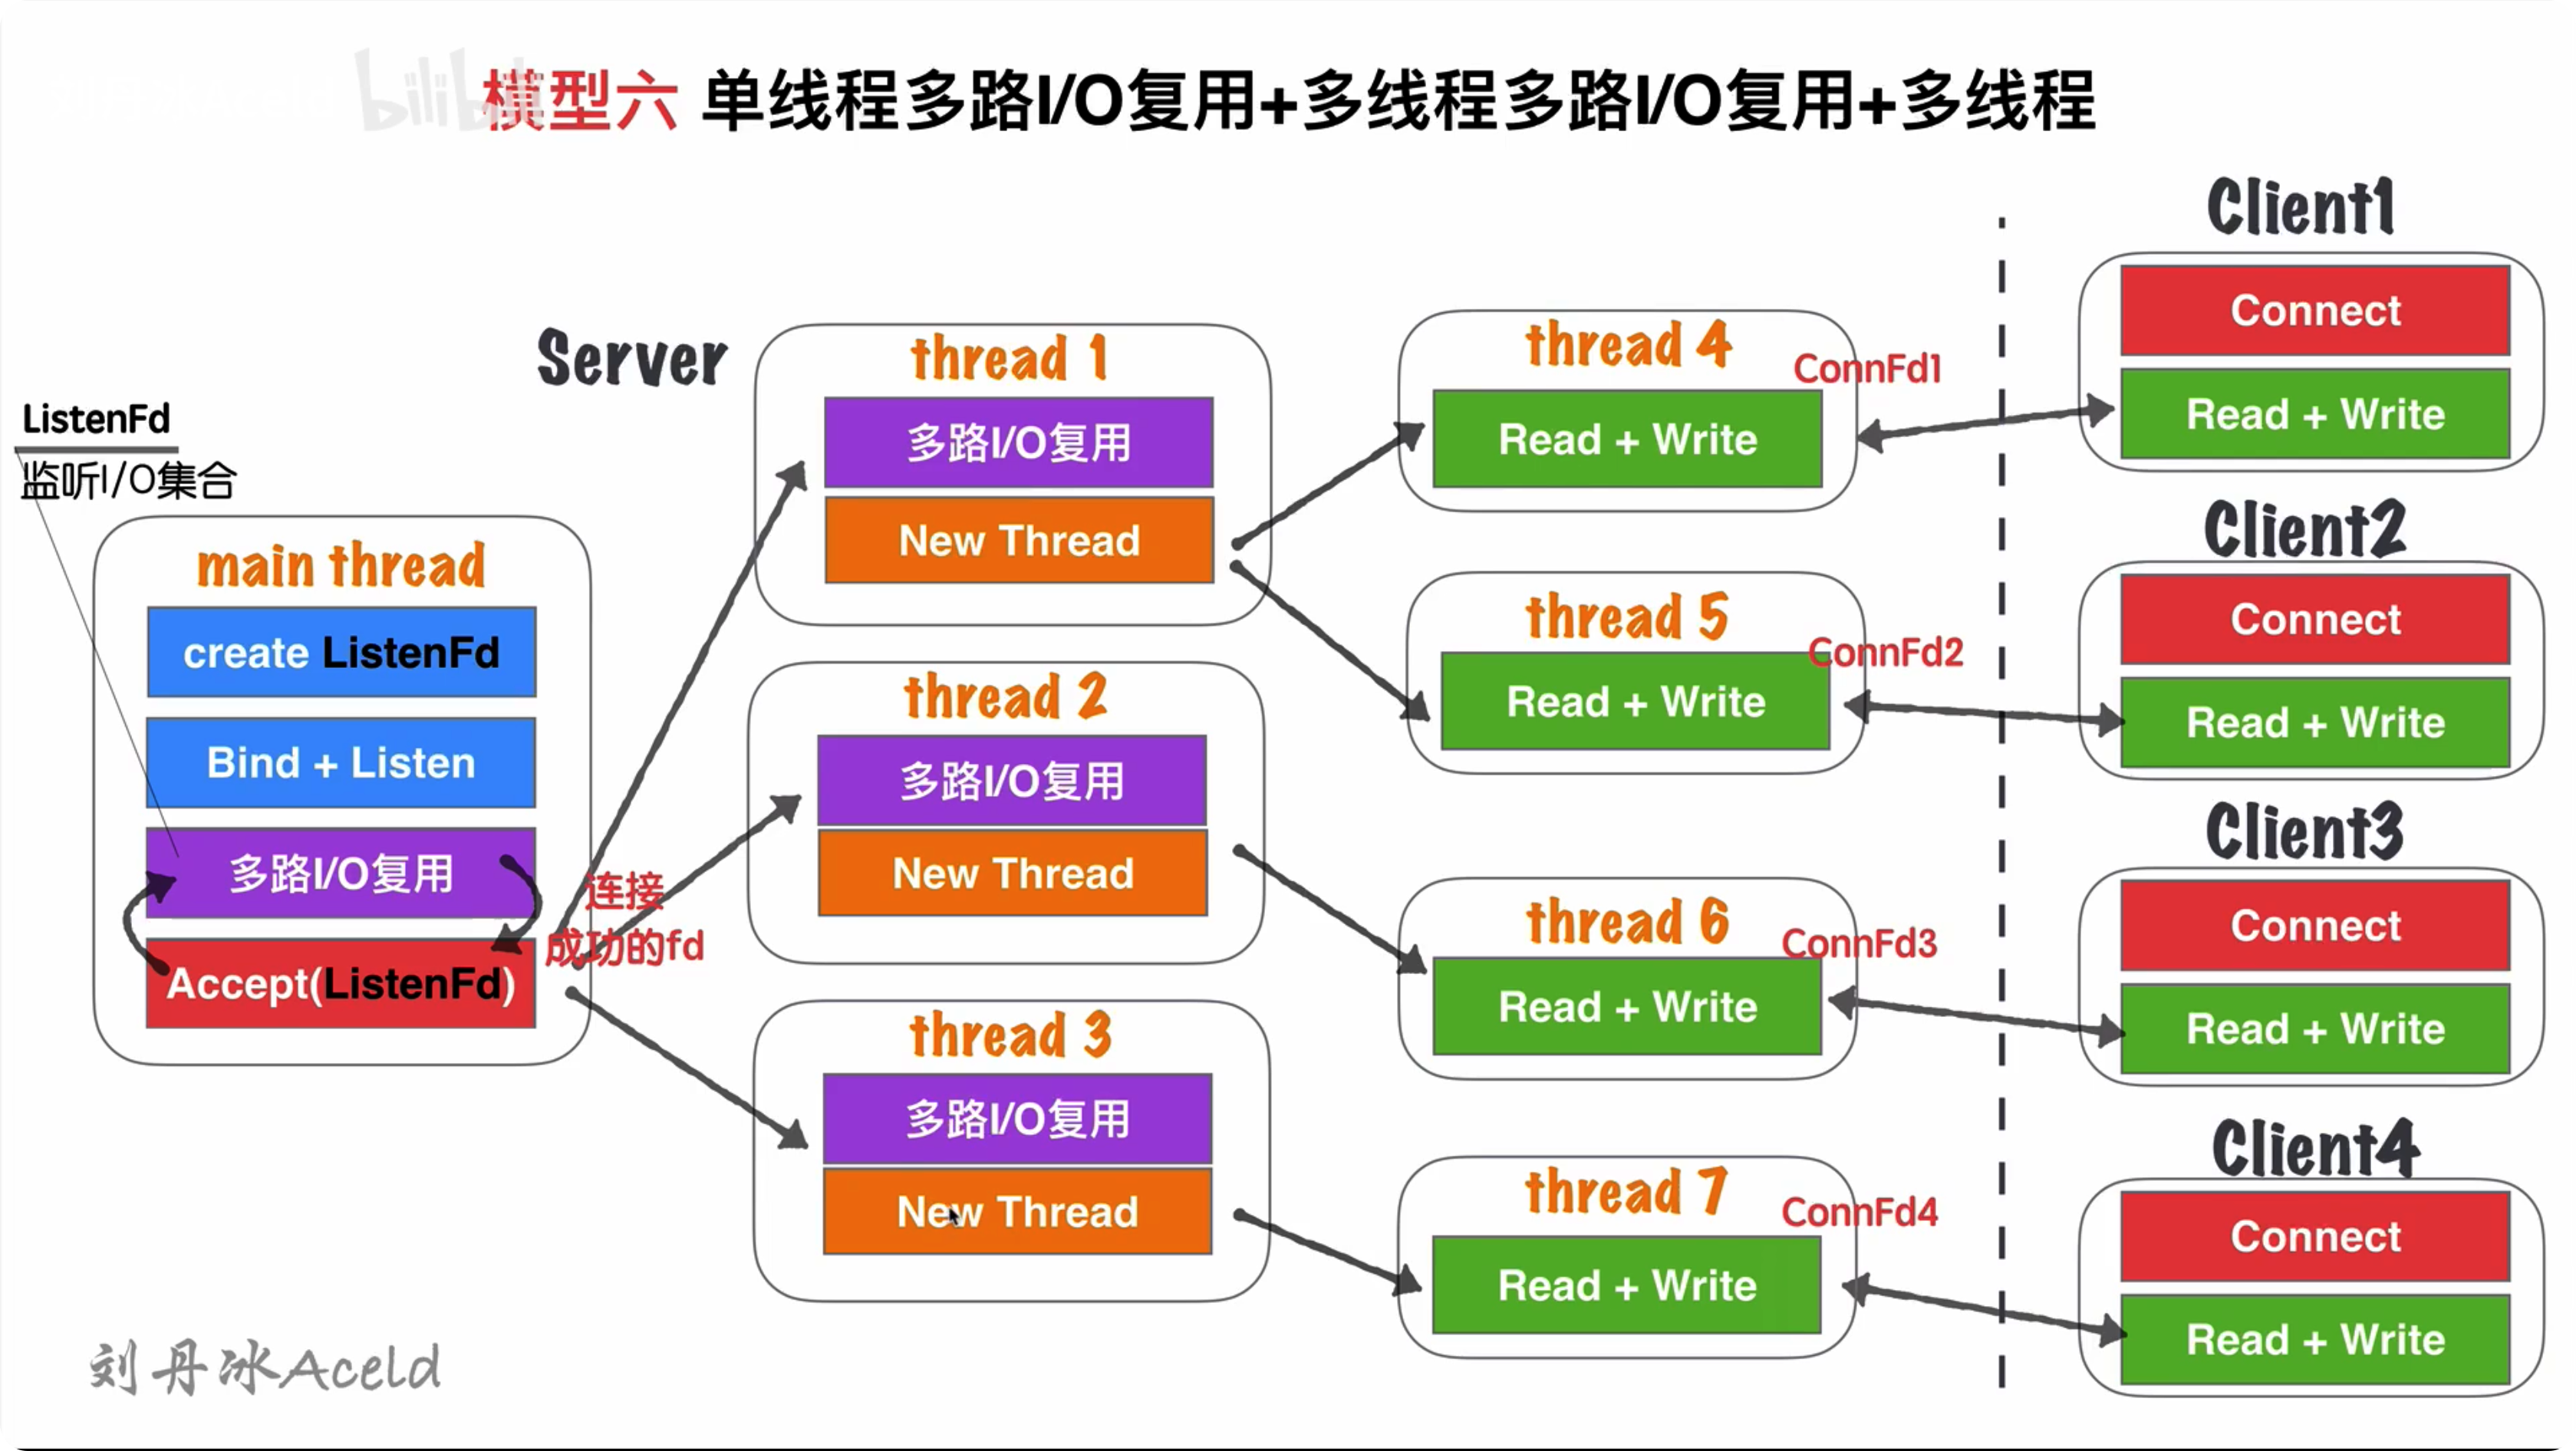 模型六 单线程多路I/O复用+多线程多路I/O复用+多线程
bilibili
Server
ListenFd
监听I/O集合
main thread
create ListenFd
Bind + Listen
多路I/O复用
Accept(ListenFd)
连接
成功的fd
thread 1
多路I/O复用
New Thread
thread 2
多路I/O复用
New Thread
thread 3
多路I/O复用
New Thread
thread 4
Read + Write
ConnFd1
thread 5
Read + Write
ConnFd2
thread 6
Read + Write
ConnFd3
thread 7
Read + Write
ConnFd4
Client1
Connect
Read + Write
Client2
Connect
Read + Write
Client3
Connect
Read + Write
Client4
Connect
Read + Write
刘丹冰Aceld